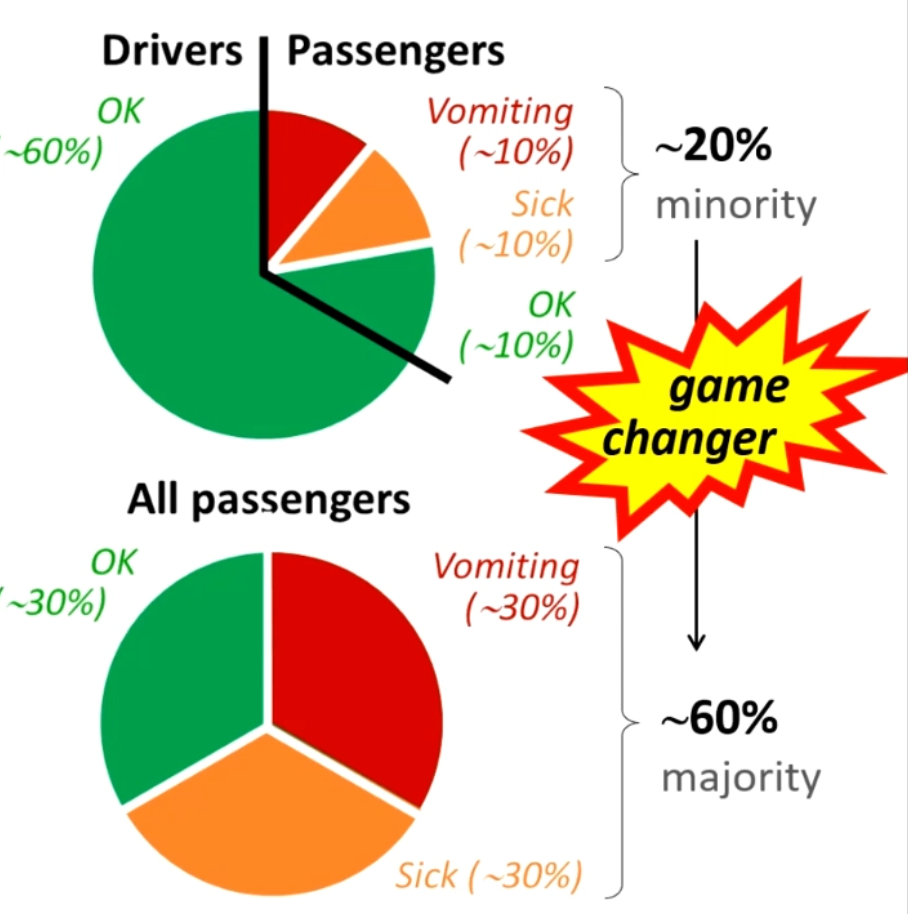 Drivers
Passengers
OK
~60%)
Vomiting
(~10%)
Sick
(~10%)
OK
(~10%)
~20%
minority
game
changer
All passengers
OK
(~30%)
Vomiting
(~30%)
Sick (~30%)
~60%
majority